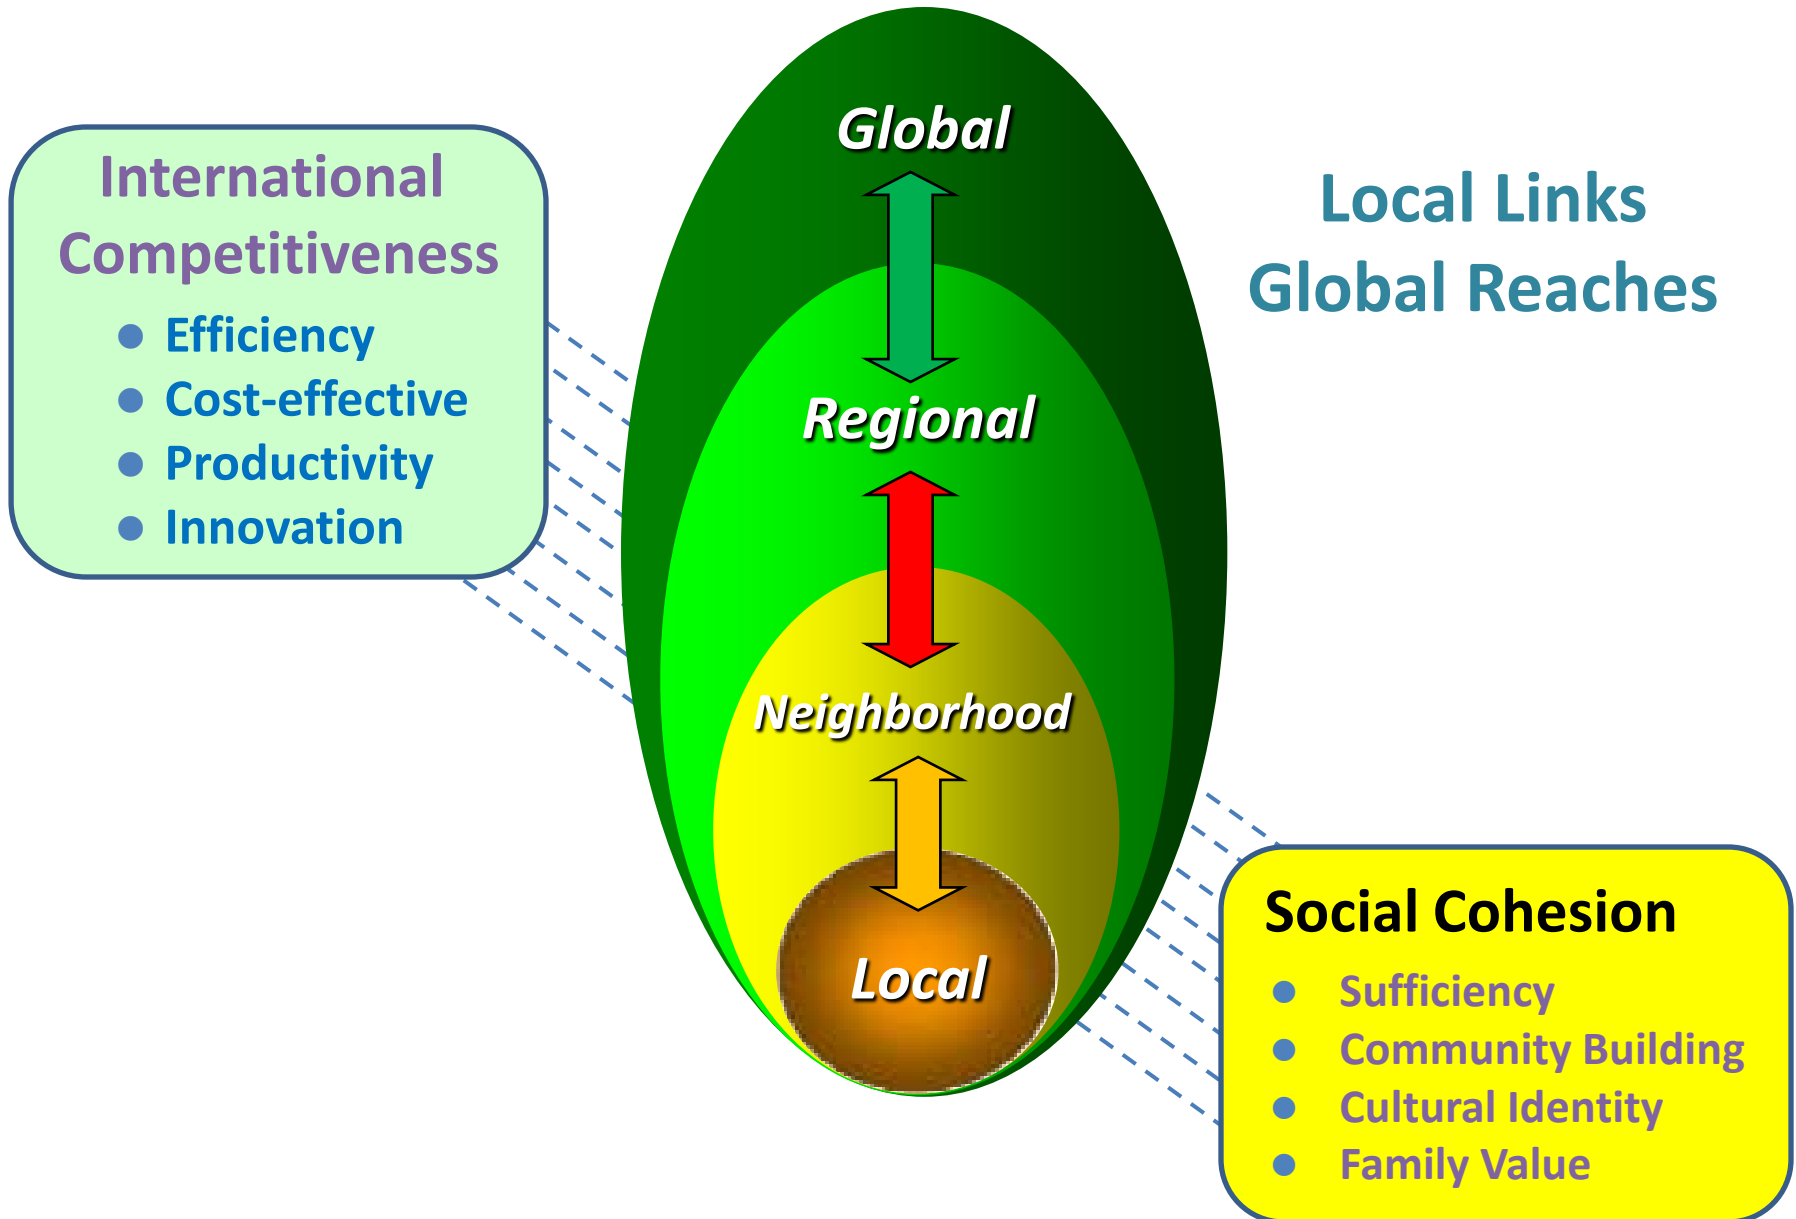 International
Competitiveness
● Efficiency
● Cost-effective
● Productivity
● Innovation
Global
Regional
Neighborhood
Local
Local Links
Global Reaches
Social Cohesion
● Sufficiency
● Community Building
● Cultural Identity
● Family Value